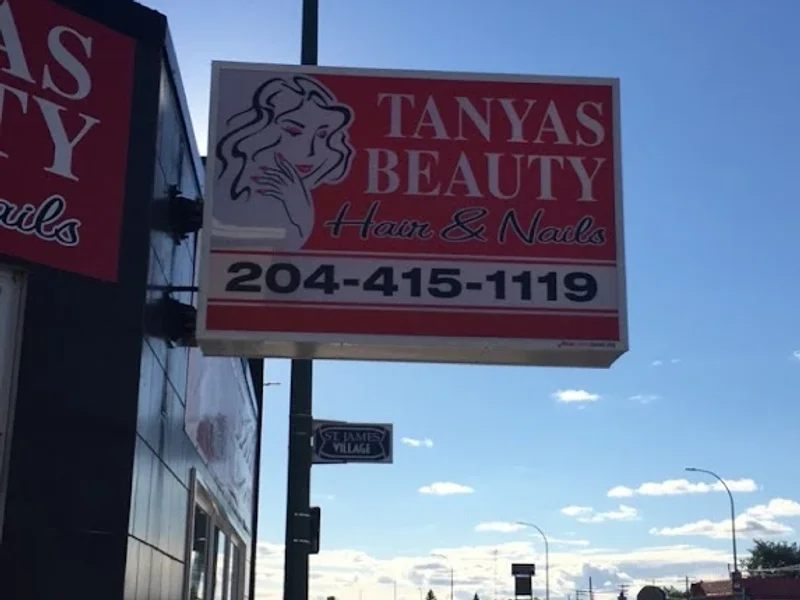 AS
TY
ails
TANYAS
BEAUTY
Hair & Nails
204-415-1119
ST. JAMES
VILLAGE